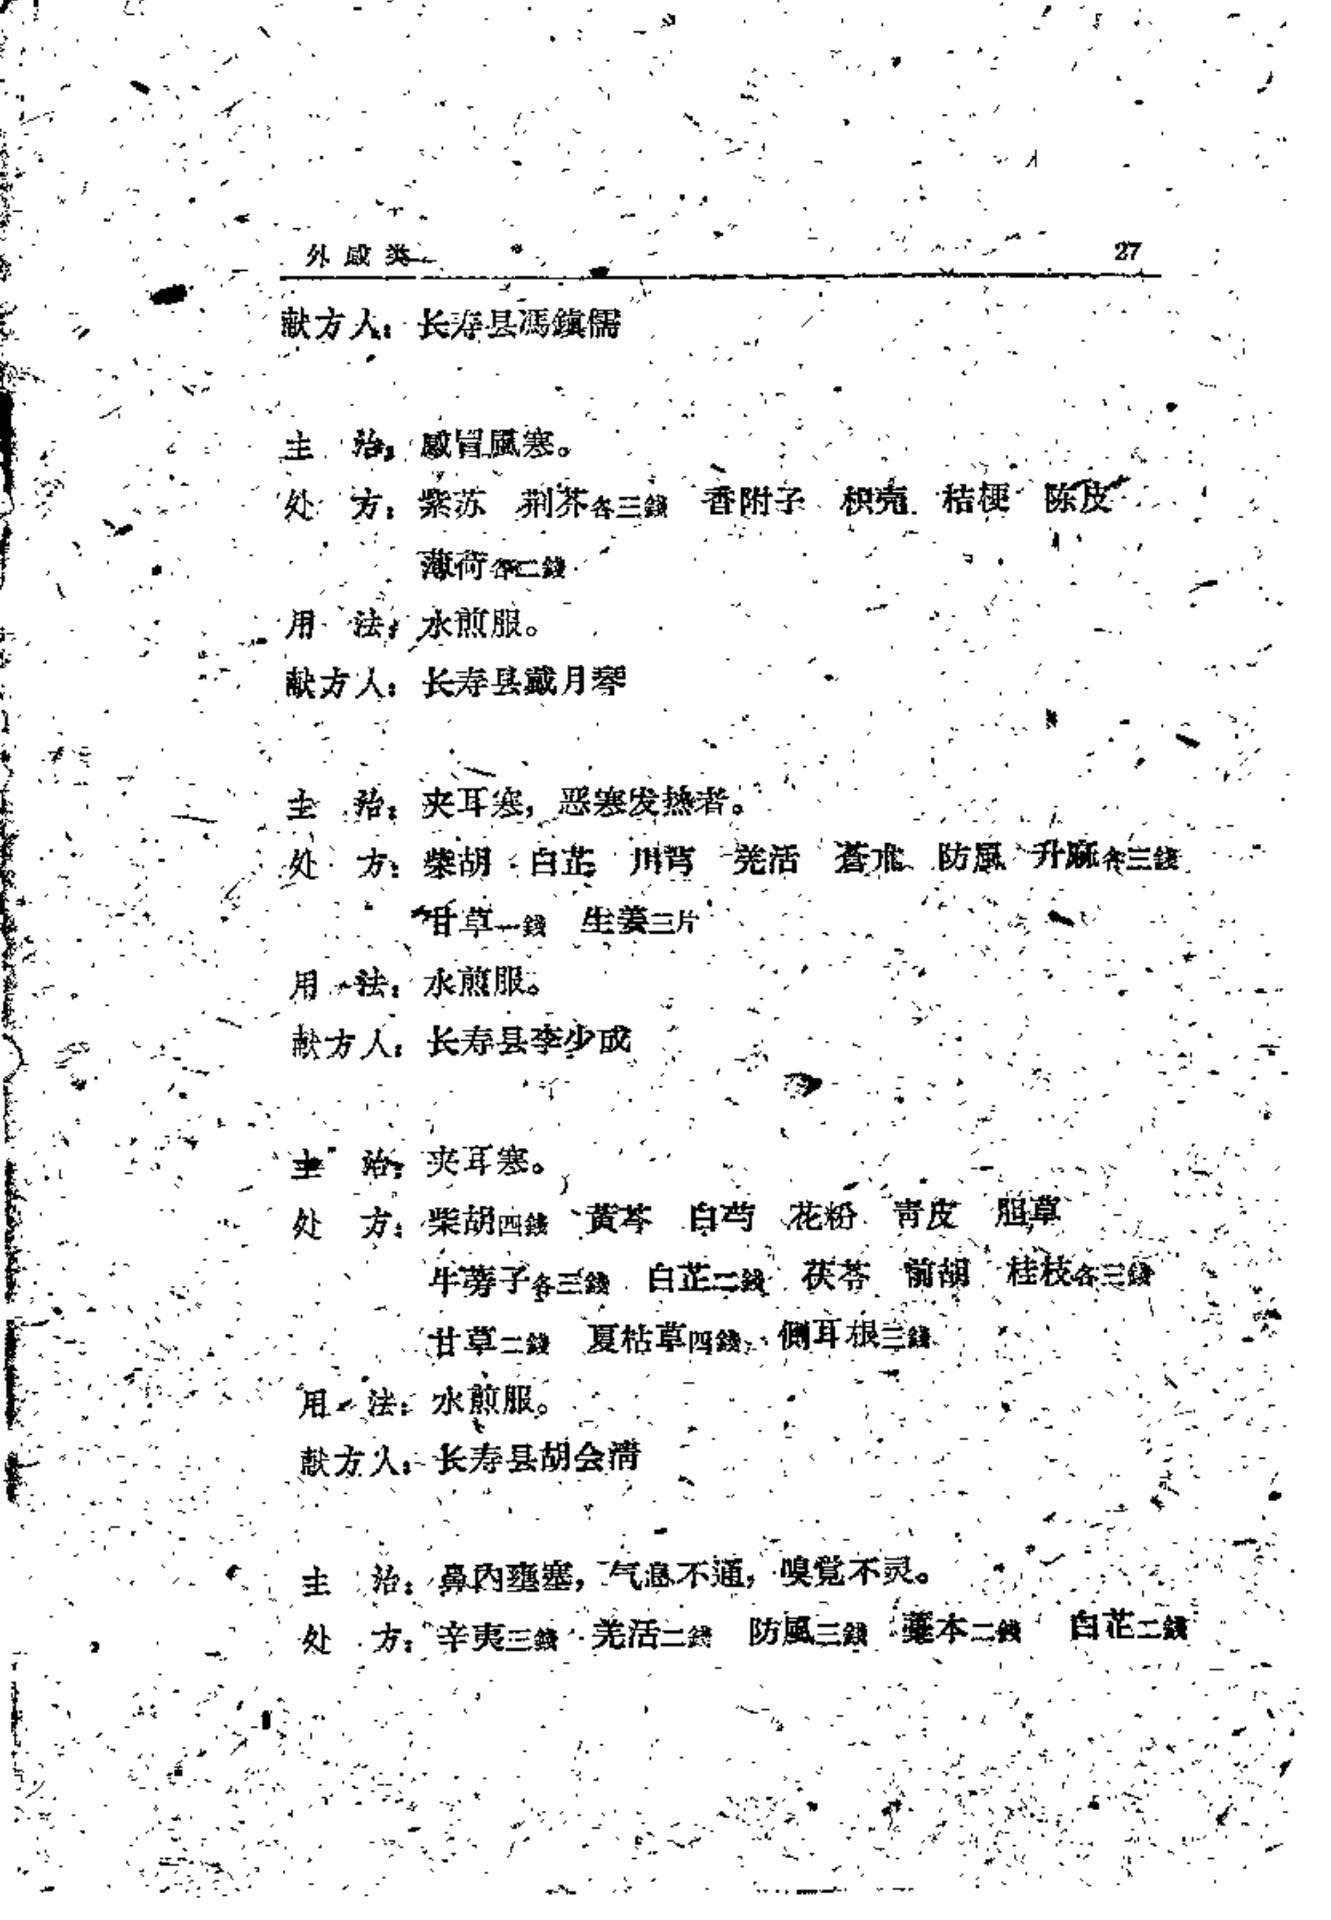 外感类 27
献方人：长寿县馮鎮儒
主治：感冒風寒。
处方：紫苏 荆芥各三錢 香附子 枳壳 桔梗 陈皮
薄荷各二錢
用法：水煎服。
献方人：长寿县戴月琴
主治：夹耳寒，恶寒发热者。
处方：柴胡 白芷 川芎 羌活 蒼朮 防風 升麻各三錢
甘草一錢 生姜三片
用法：水煎服。
献方人：长寿县李少成
主治：夹耳寒。
处方：柴胡四錢 黄芩 白芍 花粉 青皮 胆草
牛蒡子各三錢 白芷二錢 茯苓 前胡 桂枝各三錢
甘草二錢 夏枯草四錢 侧耳根三錢
用法：水煎服。
献方人：长寿县胡会清
主治：鼻內壅塞，气息不通，嗅覚不灵。
处方：辛夷三錢 羌活二錢 防風三錢 藁本二錢 白芷二錢